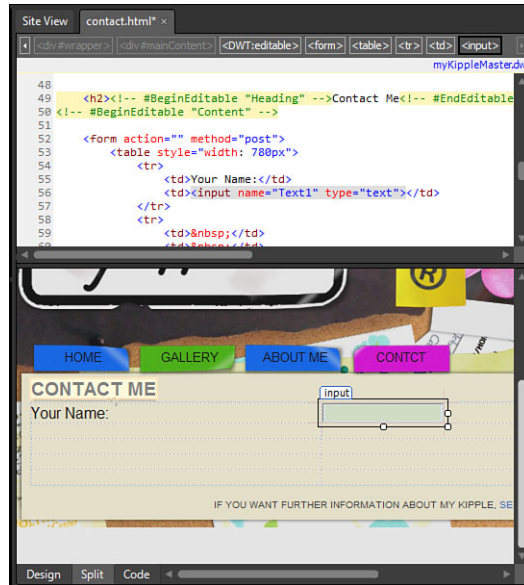 Site View contact.html* ×
<div#wrapper> <div#mainContent> <DWT:editable> <form> <table> <tr> <td> <input>
myKippleMaster.dw
48
49 <h2><!-- #BeginEditable "Heading" -->Contact Me<!-- #EndEditable
50 <!-- #BeginEditable "Content" -->
51
52 <form action="" method="post">
53 <table style="width: 780px">
54 <tr>
55 <td>Your Name:</td>
56 <td><input name="Text1" type="text"></td>
57 </tr>
58 <tr>
59 <td>&nbsp;</td>
60 <td>&nbsp;</td>
®
HOME GALLERY ABOUT ME CONTCT
CONTACT ME
input
Your Name:
IF YOU WANT FURTHER INFORMATION ABOUT MY KIPPLE, SE
Design Split Code